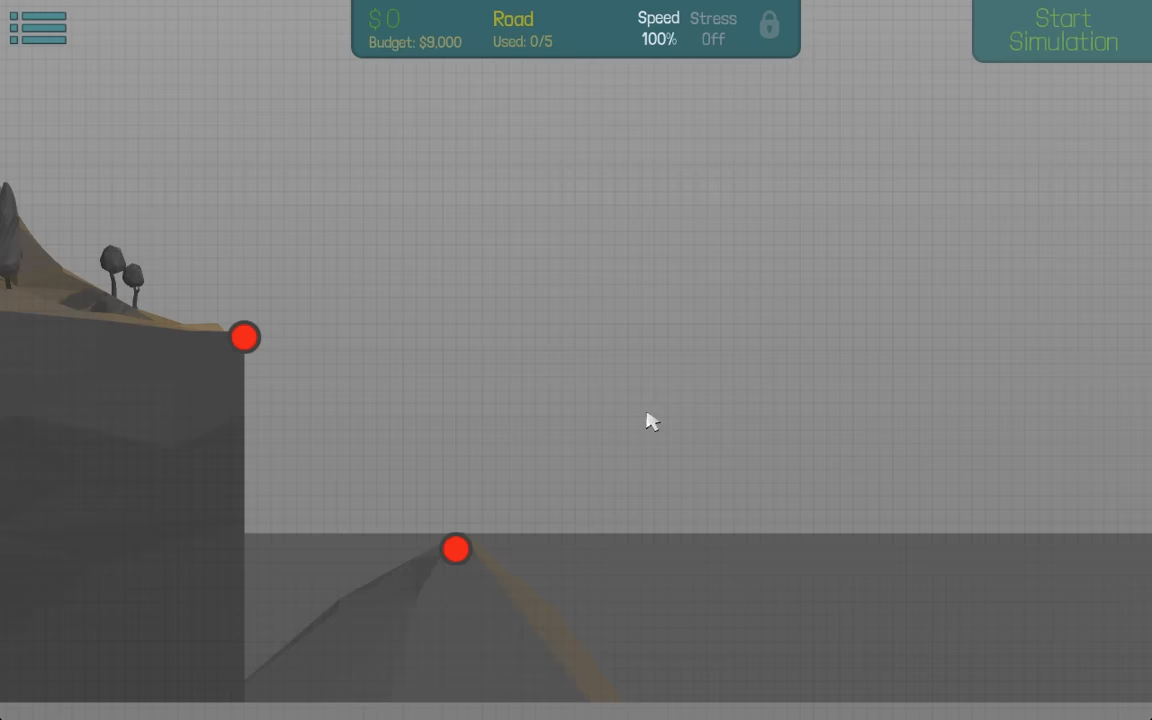 $0
Budget: $9,000
Road
Used: 0/5
Speed
100%
Stress
Off
Start
Simulation